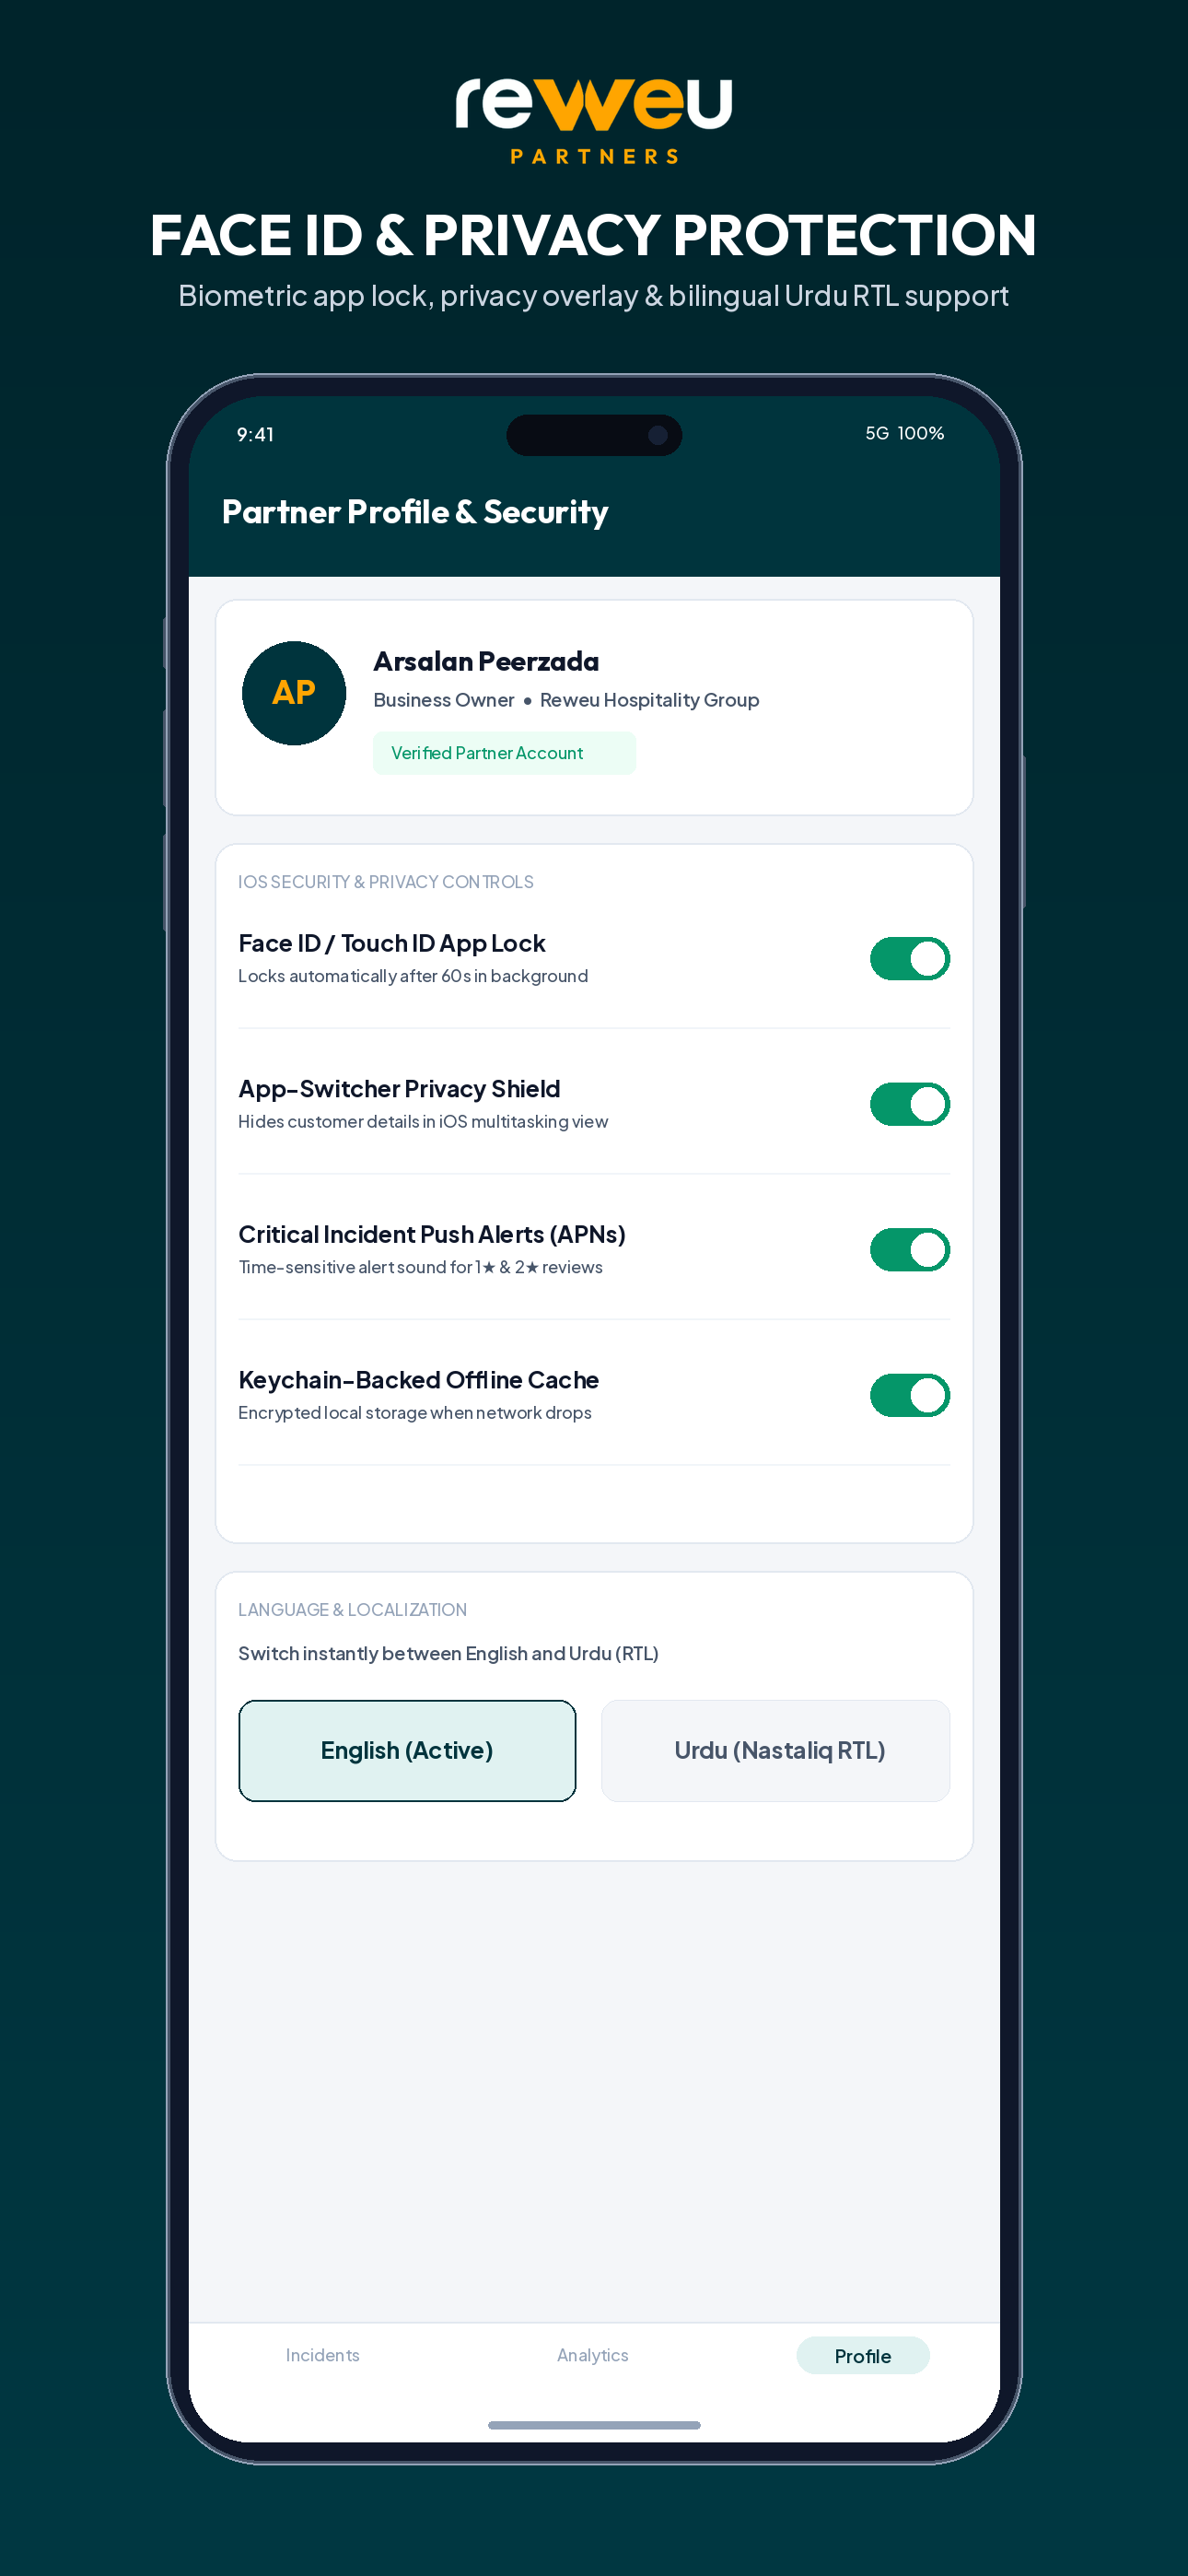 reweu
PARTNERS
FACE ID & PRIVACY PROTECTION
Biometric app lock, privacy overlay & bilingual Urdu RTL support
9:41
5G 100%
Partner Profile & Security
AP
Arsalan Peerzada
Business Owner • Reweu Hospitality Group
Verified Partner Account
IOS SECURITY & PRIVACY CONTROLS
Face ID / Touch ID App Lock
Locks automatically after 60s in background
App-Switcher Privacy Shield
Hides customer details in iOS multitasking view
Critical Incident Push Alerts (APNs)
Time-sensitive alert sound for 1★ & 2★ reviews
Keychain-Backed Offline Cache
Encrypted local storage when network drops
LANGUAGE & LOCALIZATION
Switch instantly between English and Urdu (RTL)
English (Active)
Urdu (Nastaliq RTL)
Incidents
Analytics
Profile